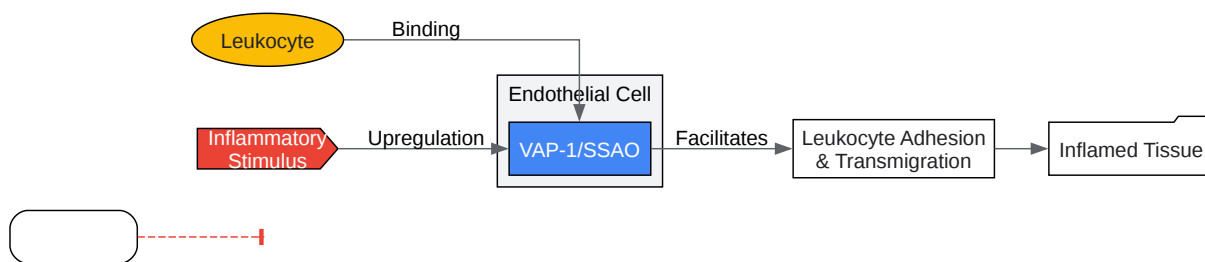 Leukocyte
Binding
Endothelial Cell
Inflammatory
Stimulus
Upregulation
VAP-1/SSAO
Facilitates
Leukocyte Adhesion
& Transmigration
Inflamed Tissue